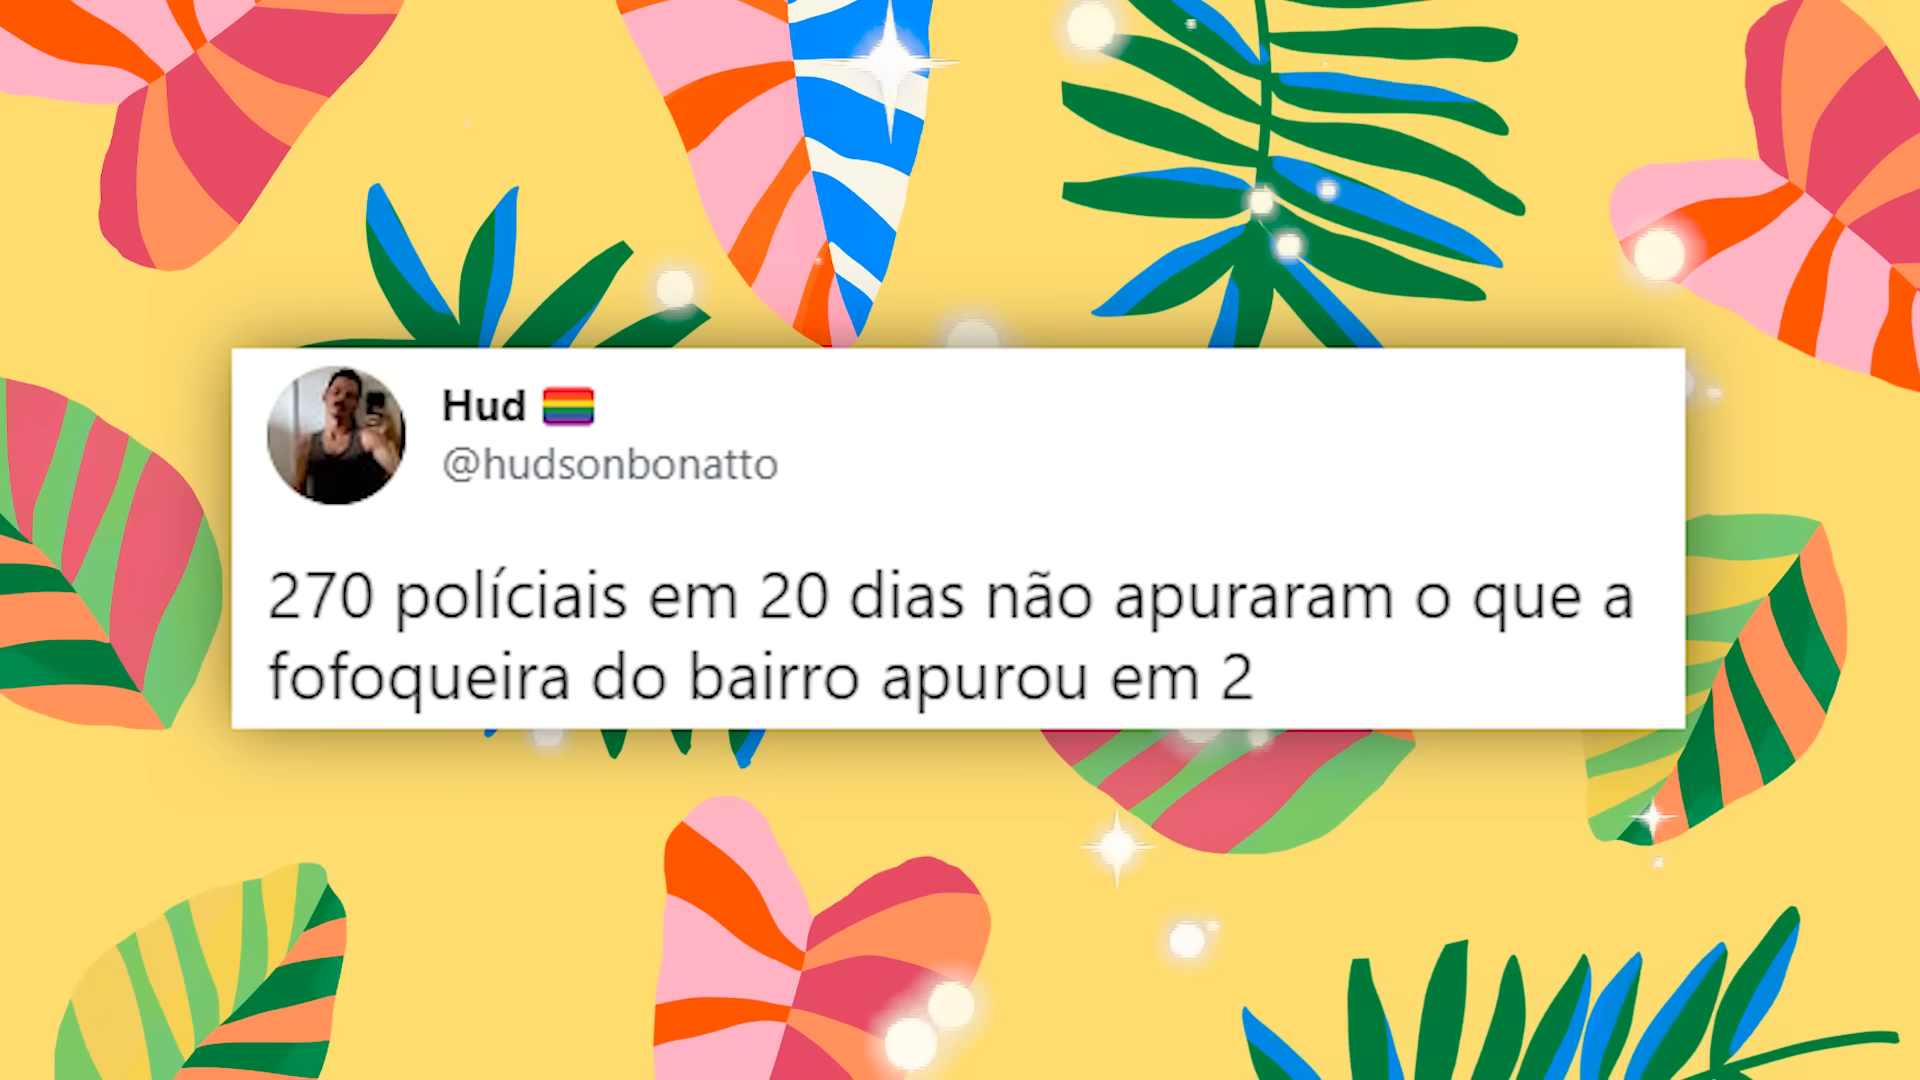 Hud 🏳️‍🌈
@hudsonbonatto
270 políciais em 20 dias não apuraram o que a
fofoqueira do bairro apurou em 2